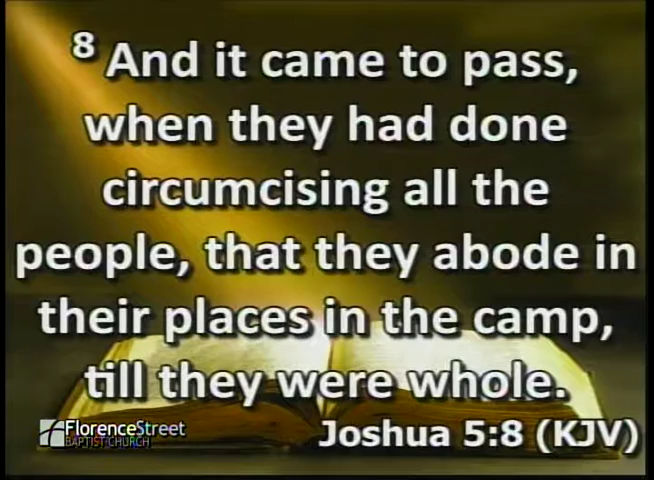 8 And it came to pass,
when they had done
circumcising all the
people, that they abode in
their places in the camp,
till they were whole.
FlorenceStreet
BAPTIST CHURCH
Joshua 5:8 (KJV)